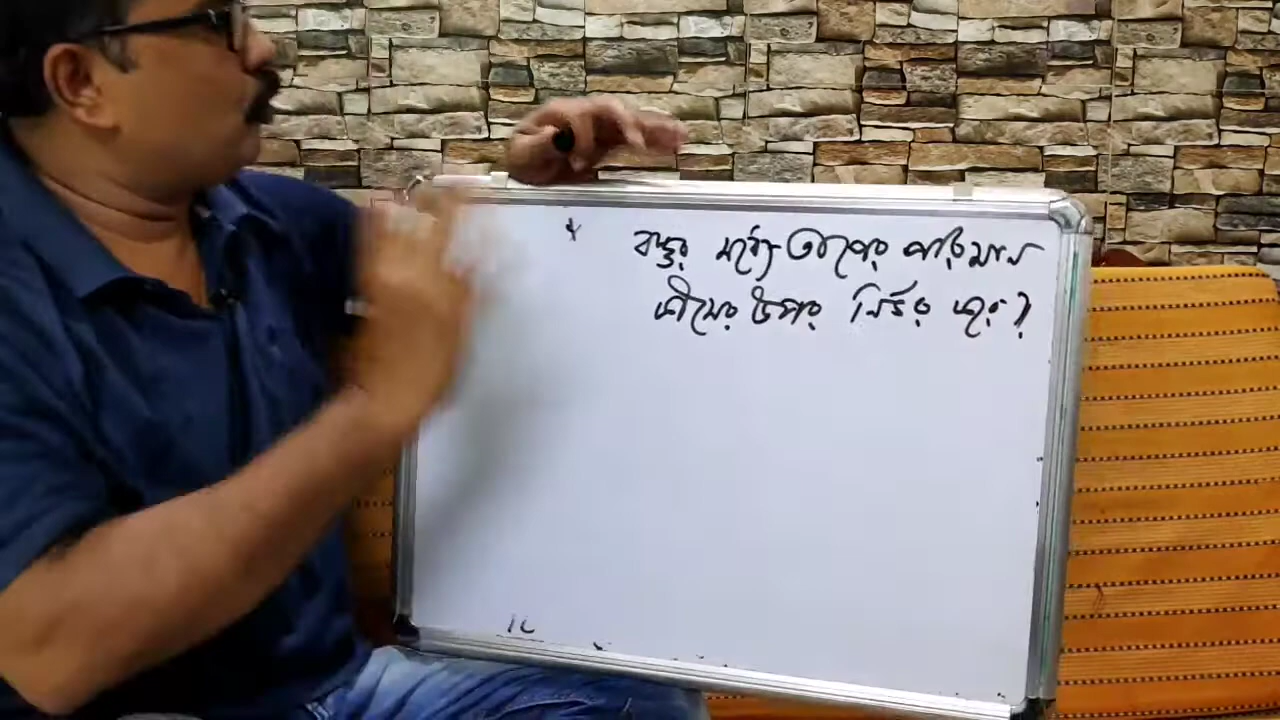 * বস্তুর মধ্যে তাপের পরিমান
কীসের উপর নির্ভর করে?